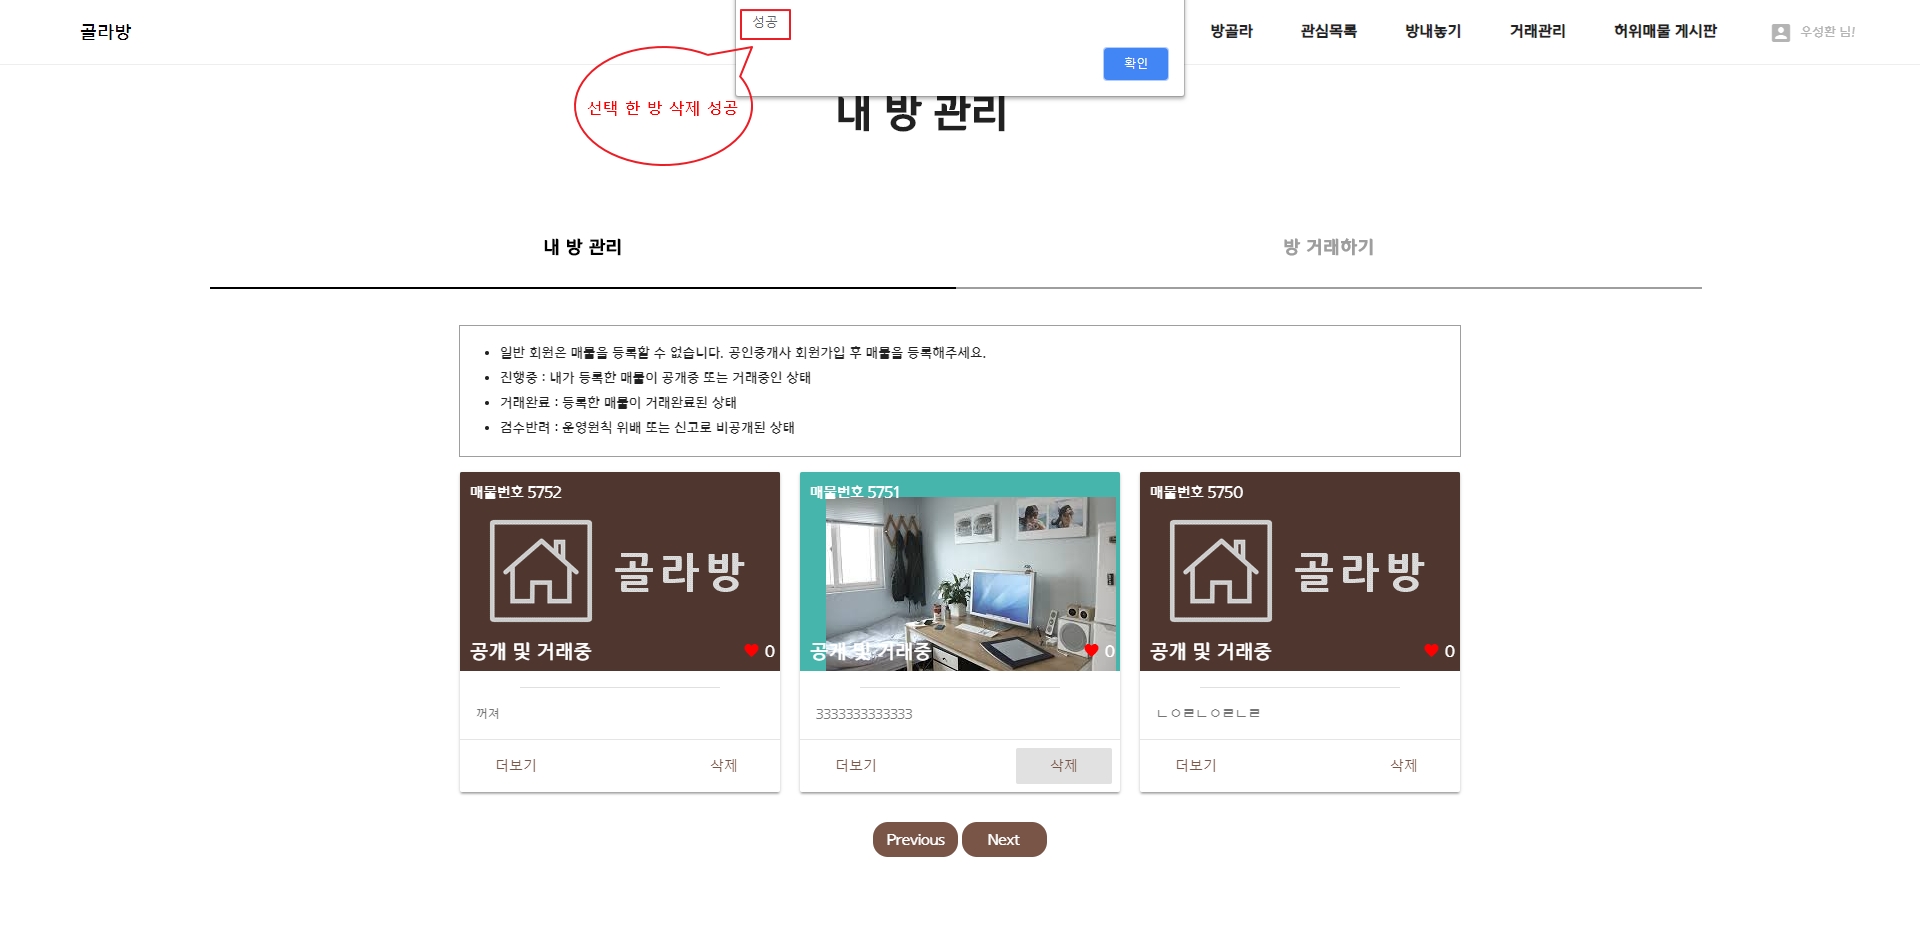 골라방
성공
확인
방골라
관심목록
방내놓기
거래관리
허위매물 게시판
우성환 님!
선택 한 방 삭제 성공
내 방 관리
내 방 관리
방 거래하기
일반 회원은 매물을 등록할 수 없습니다. 공인중개사 회원가입 후 매물을 등록해주세요.
진행중 : 내가 등록한 매물이 공개중 또는 거래중인 상태
거래완료 : 등록한 매물이 거래완료된 상태
검수반려 : 운영원칙 위배 또는 신고로 비공개된 상태
매물번호 5752
골라방
공개 및 거래중
0
꺼져
더보기
삭제
매물번호 5751
공개 및 거래중
0
3333333333333
더보기
삭제
매물번호 5750
골라방
공개 및 거래중
0
ㄴㅇㄹㄴㅇㄹㄴㄹ
더보기
삭제
Previous
Next